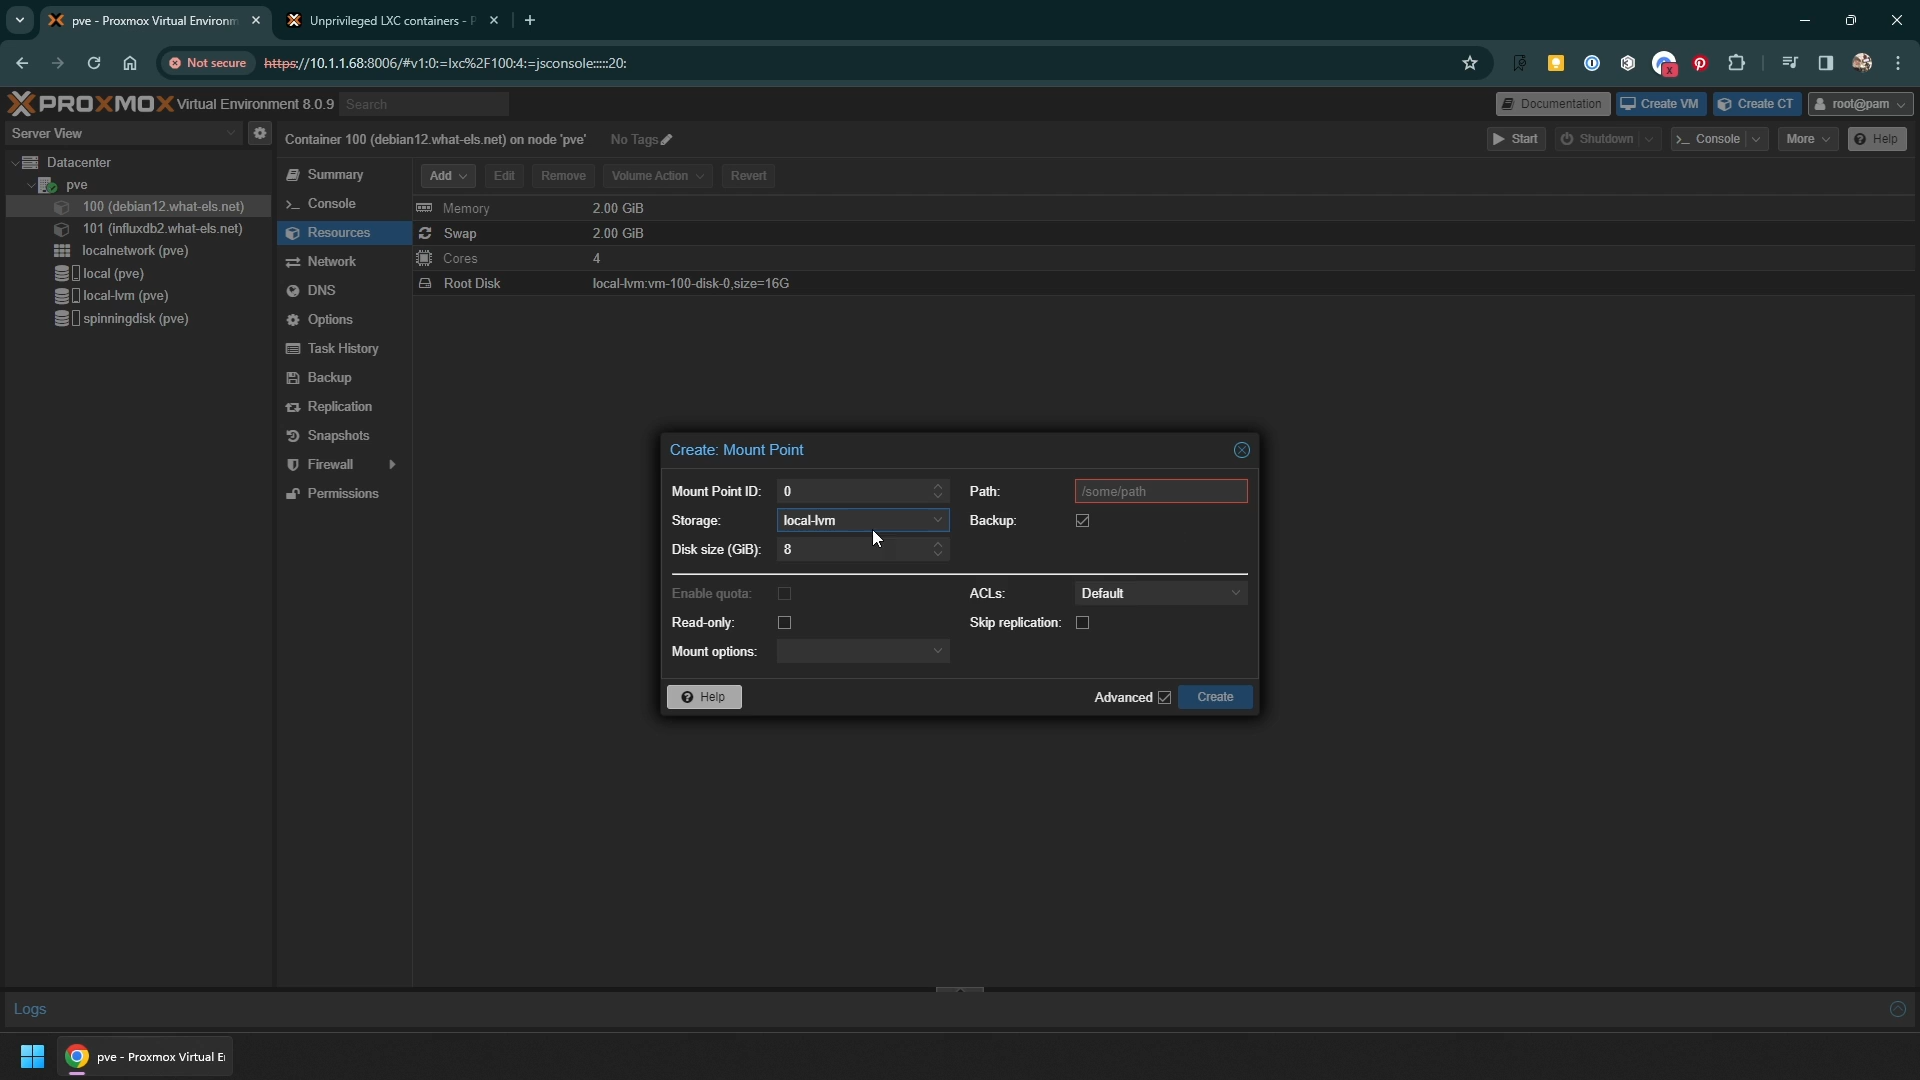 pve - Proxmox Virtual Environm
Unprivileged LXC containers - P
Not secure
https://10.1.1.68:8006/#v1:0:=lxc%2F100:4:=jsconsole:::::20:
PROXMOX Virtual Environment 8.0.9
Search
Documentation
Create VM
Create CT
root@pam
Server View
Container 100 (debian12.what-els.net) on node 'pve'
No Tags
Start
Shutdown
Console
More
Help
Datacenter
pve
100 (debian12.what-els.net)
101 (influxdb2.what-els.net)
localnetwork (pve)
local (pve)
local-lvm (pve)
spinningdisk (pve)
Summary
Console
Resources
Network
DNS
Options
Task History
Backup
Replication
Snapshots
Firewall
Permissions
Add
Edit
Remove
Volume Action
Revert
Memory 2.00 GiB
Swap 2.00 GiB
Cores 4
Root Disk local-lvm:vm-100-disk-0,size=16G
Create: Mount Point
Mount Point ID: 0
Path: /some/path
Storage: local-lvm
Backup:
Disk size (GiB): 8
Enable quota:
ACLs: Default
Read-only:
Skip replication:
Mount options:
Help
Advanced
Create
Logs
pve - Proxmox Virtual E